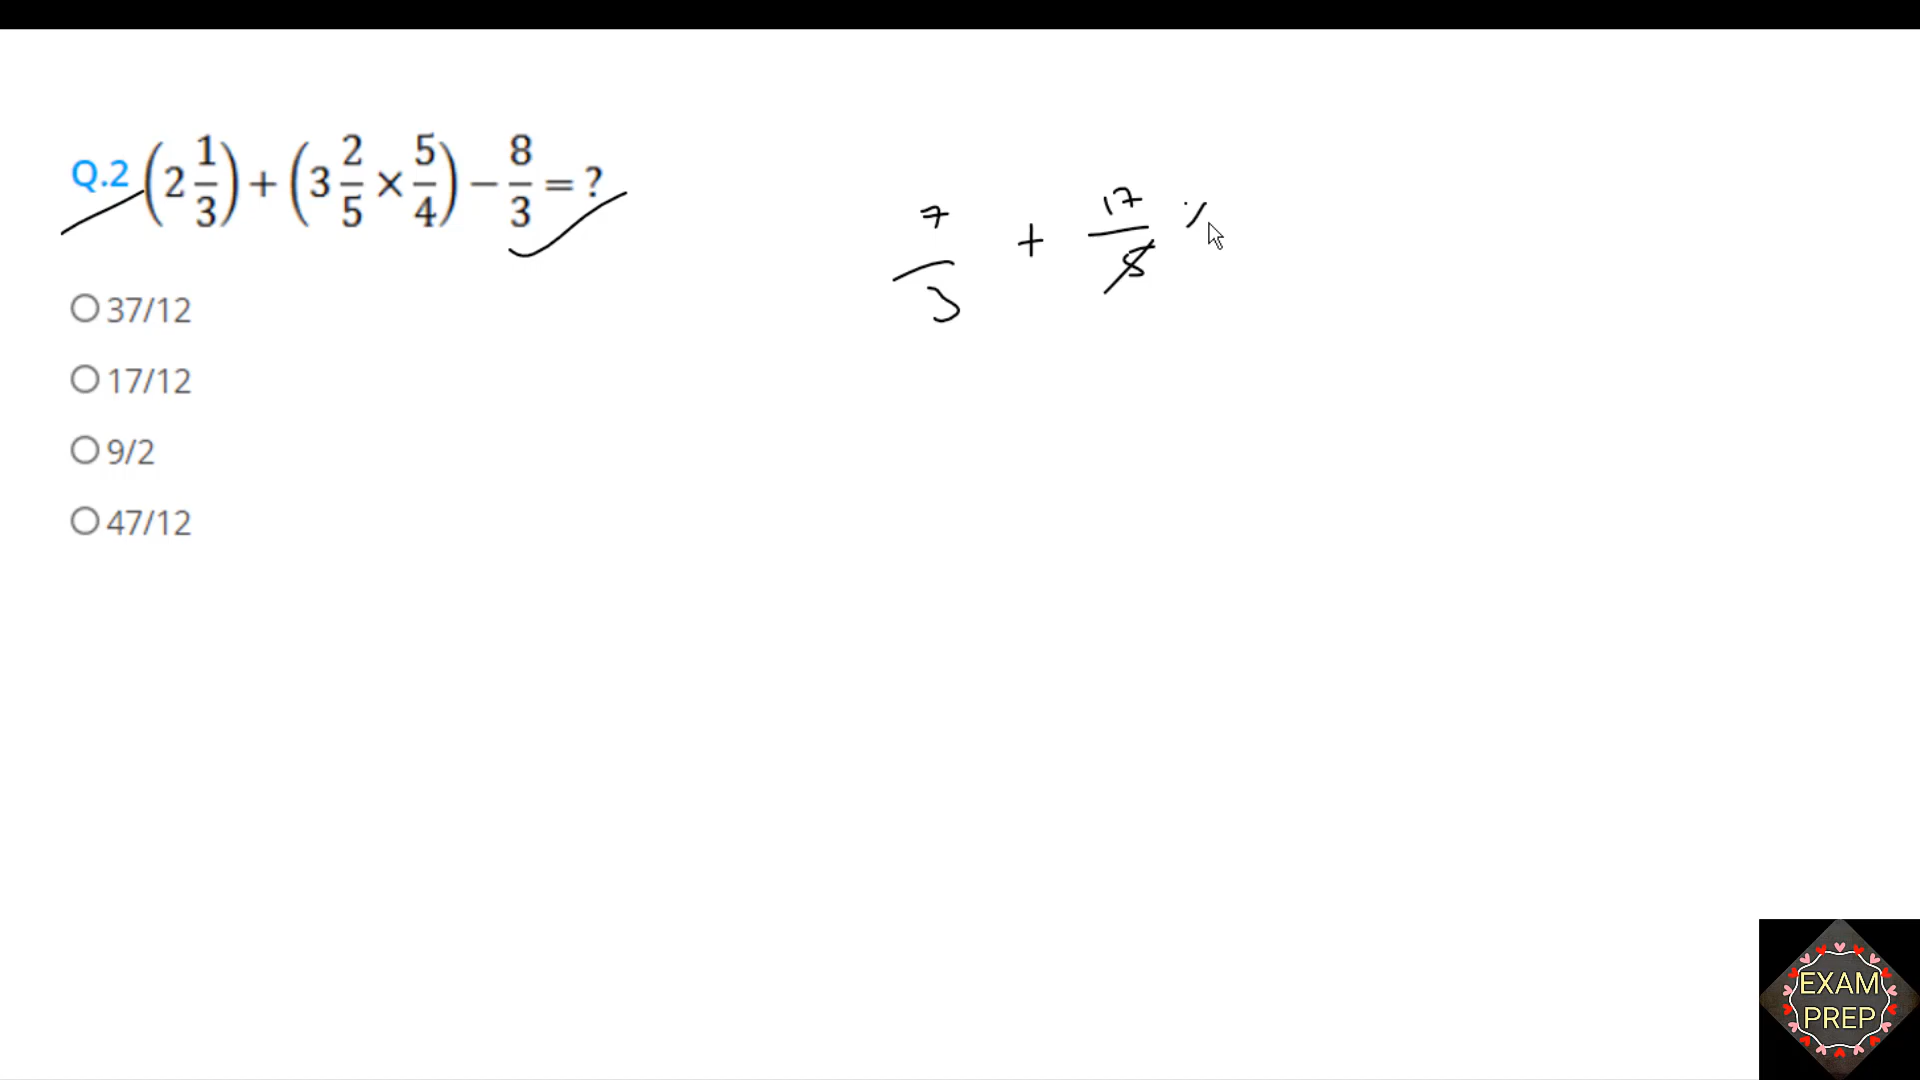 Q.2 (2 1/3) + (3 2/5 × 5/4) − 8/3 = ?
7/3 + 17/5 ×
37/12
17/12
9/2
47/12
EXAM
PREP